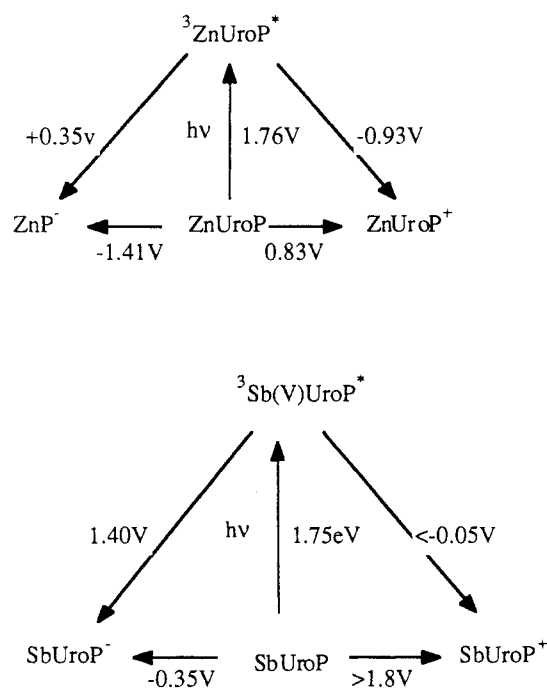 ³ZnUroP*
+0.35v
hν
1.76V
-0.93V
ZnP⁻
ZnUroP
ZnUroP⁺
-1.41V
0.83V
³Sb(V)UroP*
1.40V
hν
1.75eV
<-0.05V
SbUroP⁻
SbUroP
SbUroP⁺
-0.35V
>1.8V